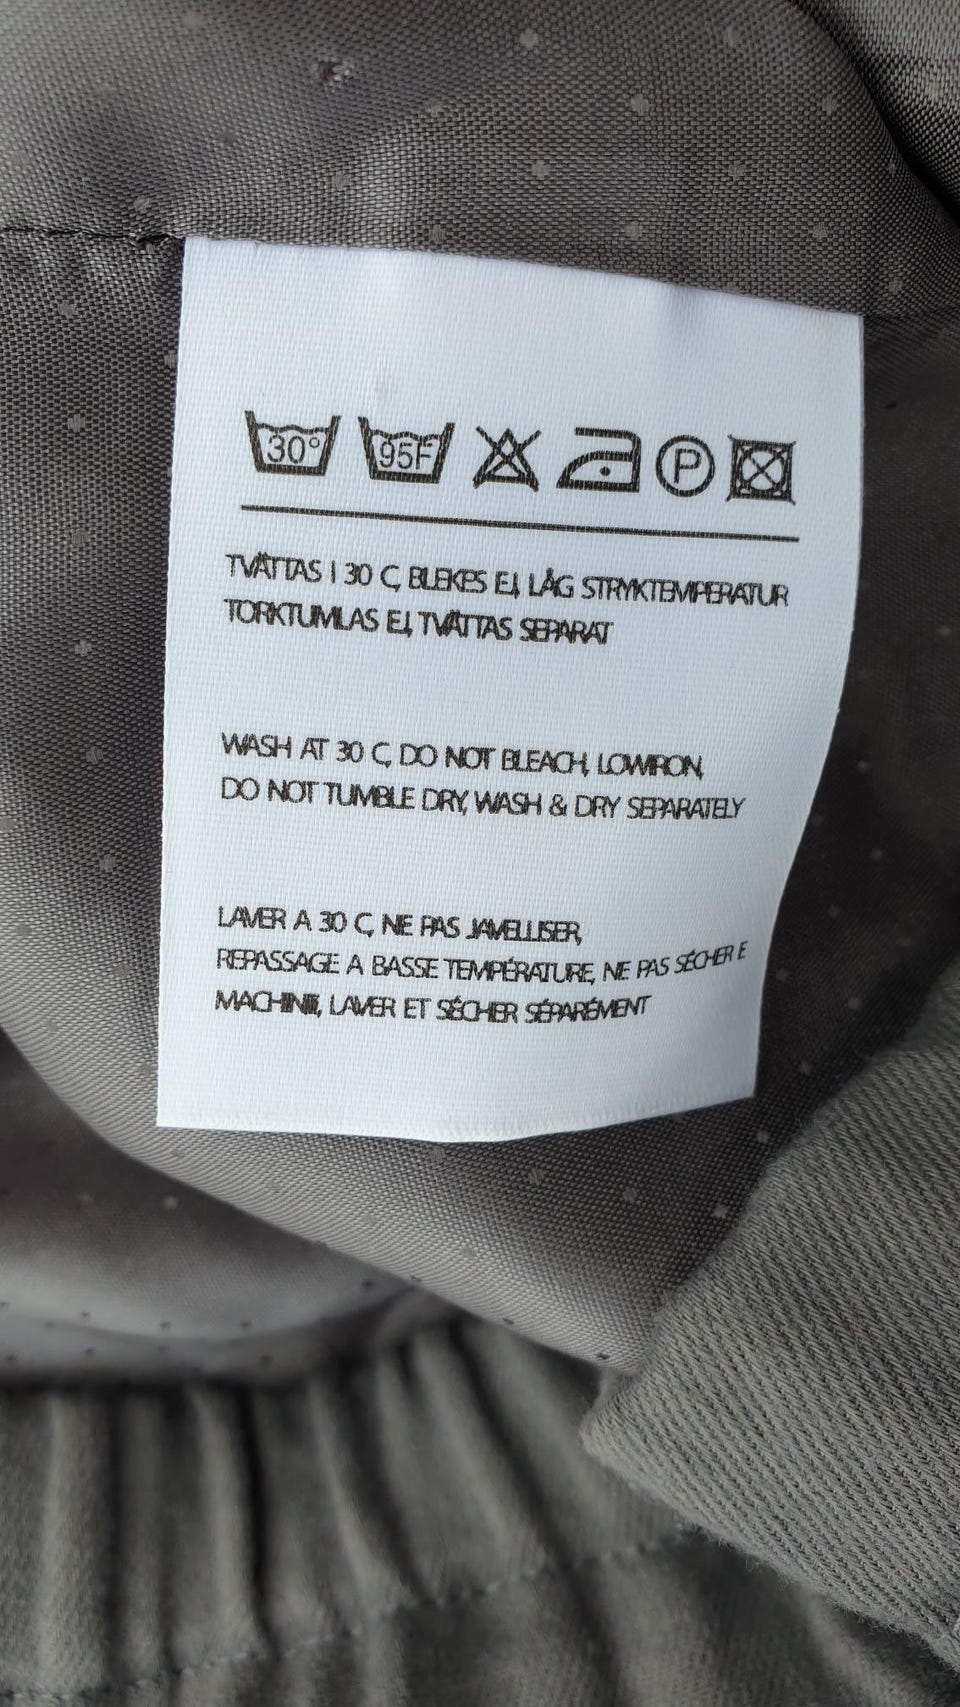 30° 95F P
TVÄTTAS I 30 C, BLEKES EJ, LÅG STRYKTEMPERATUR
TORKTUMLAS EJ, TVÄTTAS SEPARAT
WASH AT 30 C, DO NOT BLEACH, LOW IRON,
DO NOT TUMBLE DRY, WASH & DRY SEPARATELY
LAVER A 30 C, NE PAS JAVELLISER,
REPASSAGE A BASSE TEMPÉRATURE, NE PAS SÉCHER E
MACHINE, LAVER ET SÉCHER SÉPARÉMENT